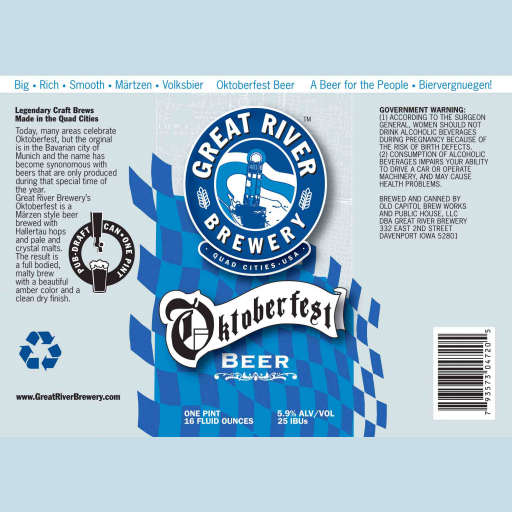 Big • Rich • Smooth • Märtzen • Volksbier Oktoberfest Beer A Beer for the People • Biervergnuegen!
Legendary Craft Brews
Made in the Quad Cities
Today, many areas celebrate
Oktoberfest, but the orginal
is in the Bavarian city of
Munich and the name has
become synonomous with
beers that are only produced
during that special time of
the year.
Great River Brewery's
Oktoberfest is a
Märzen style beer
brewed with
Hallertau hops
and pale and
crystal malts.
The result is
a full bodied,
malty brew
with a beautiful
amber color and a
clean dry finish.
PUB•DRAFT
CAN•ONE PINT
www.GreatRiverBrewery.com
GREAT RIVER
TM
BREWERY
• QUAD CITIES•USA •
Oktoberfest
BEER
ONE PINT
16 FLUID OUNCES
5.9% ALV/VOL
25 IBUs
GOVERNMENT WARNING:
(1) ACCORDING TO THE SURGEON
GENERAL, WOMEN SHOULD NOT
DRINK ALCOHOLIC BEVERAGES
DURING PREGNANCY BECAUSE OF
THE RISK OF BIRTH DEFECTS.
(2) CONSUMPTION OF ALCOHOLIC
BEVERAGES IMPAIRS YOUR ABILITY
TO DRIVE A CAR OR OPERATE
MACHINERY, AND MAY CAUSE
HEALTH PROBLEMS.
BREWED AND CANNED BY
OLD CAPITOL BREW WORKS
AND PUBLIC HOUSE, LLC
DBA GREAT RIVER BREWERY
332 EAST 2ND STREET
DAVENPORT IOWA 52801
7 93573 04720 5